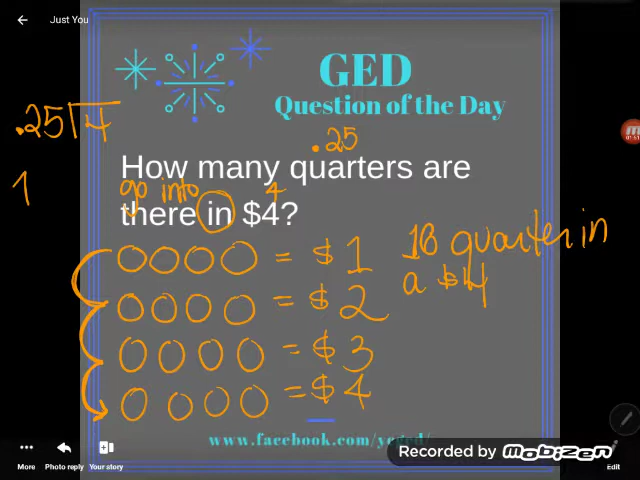 Just You
GED
Question of the Day
.25
.25⟌4
How many quarters are
go into 4
there in $4?
1
16 quarter in
a $4
0000 = $1
0000 = $2
0000 = $3
0000 = $4
www.facebook.com/ycged/
Recorded by MOBIZEN
More
Photo reply
Your story
Edit